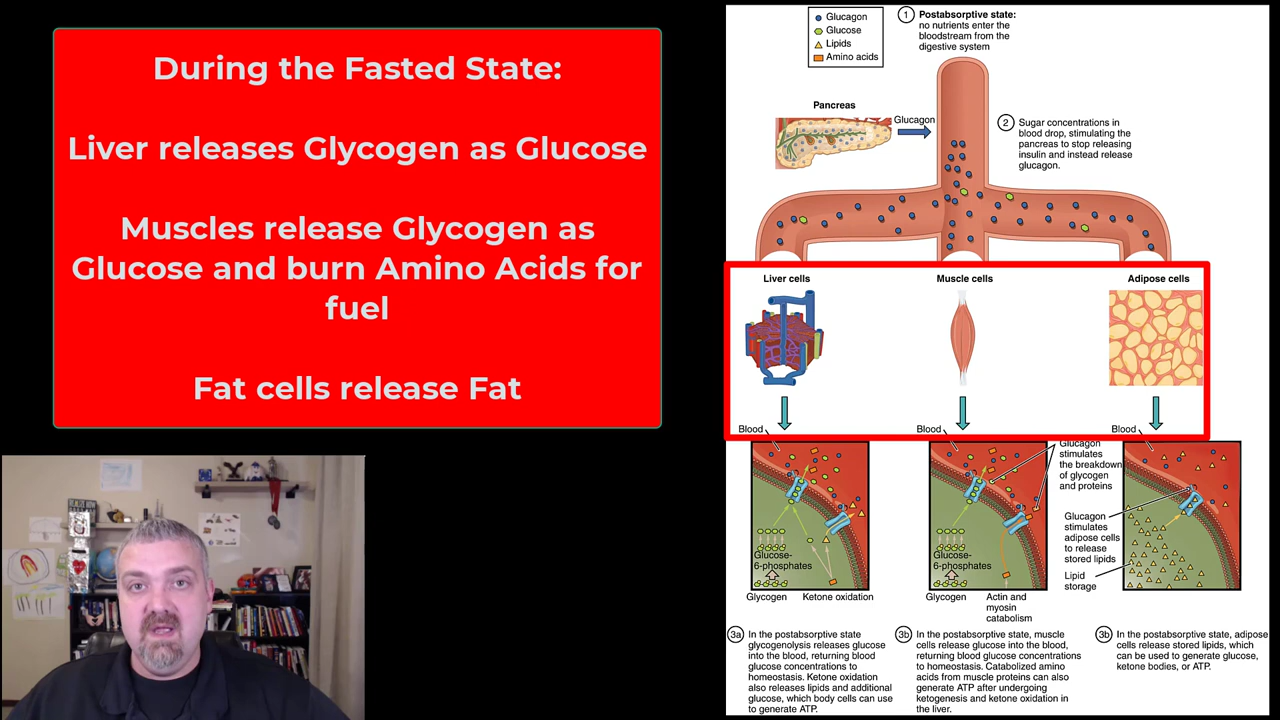 During the Fasted State:
Liver releases Glycogen as Glucose
Muscles release Glycogen as
Glucose and burn Amino Acids for
fuel
Fat cells release Fat
Glucagon
Glucose
Lipids
Amino acids
1 Postabsorptive state:
no nutrients enter the
bloodstream from the
digestive system
Pancreas
Glucagon
2 Sugar concentrations in
blood drop, stimulating the
pancreas to stop releasing
insulin and instead release
glucagon.
Liver cells
Muscle cells
Adipose cells
Blood
Blood
Blood
Glucose-
6-phosphates
Glycogen
Ketone oxidation
Glucose-
6-phosphates
Glycogen
Actin and
myosin
catabolism
Glucagon
stimulates
the breakdown
of glycogen
and proteins
Glucagon
stimulates
adipose cells
to release
stored lipids
Lipid
storage
3a In the postabsorptive state
glycogenolysis releases glucose
into the blood, returning blood
glucose concentrations to
homeostasis. Ketone oxidation
also releases lipids and additional
glucose, which body cells can use
to generate ATP.
3b In the postabsorptive state, muscle
cells release glucose into the blood,
returning blood glucose concentrations
to homeostasis. Catabolized amino
acids from muscle proteins can also
generate ATP after undergoing
ketogenesis and ketone oxidation in
the liver.
3b In the postabsorptive state, adipose
cells release stored lipids, which
can be used to generate glucose,
ketone bodies, or ATP.